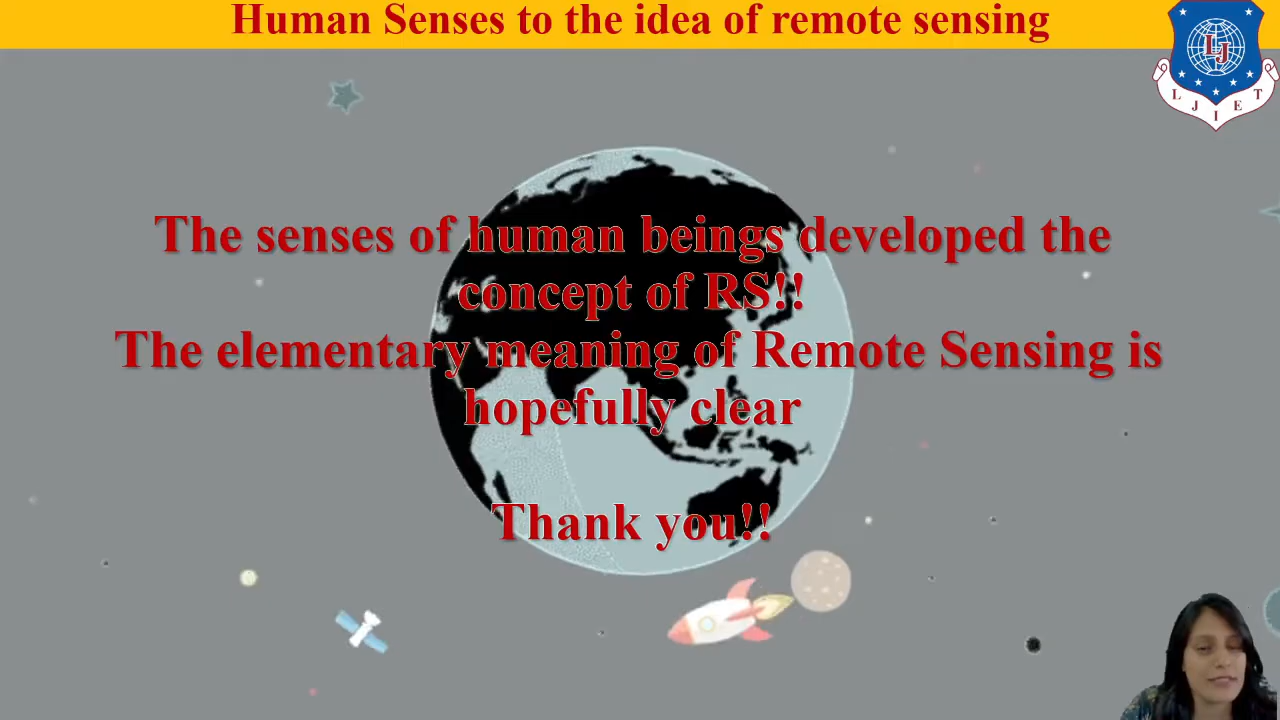 Human Senses to the idea of remote sensing
LJ
L J I E T
The senses of human beings developed the
concept of RS!!
The elementary meaning of Remote Sensing is
hopefully clear
Thank you!!